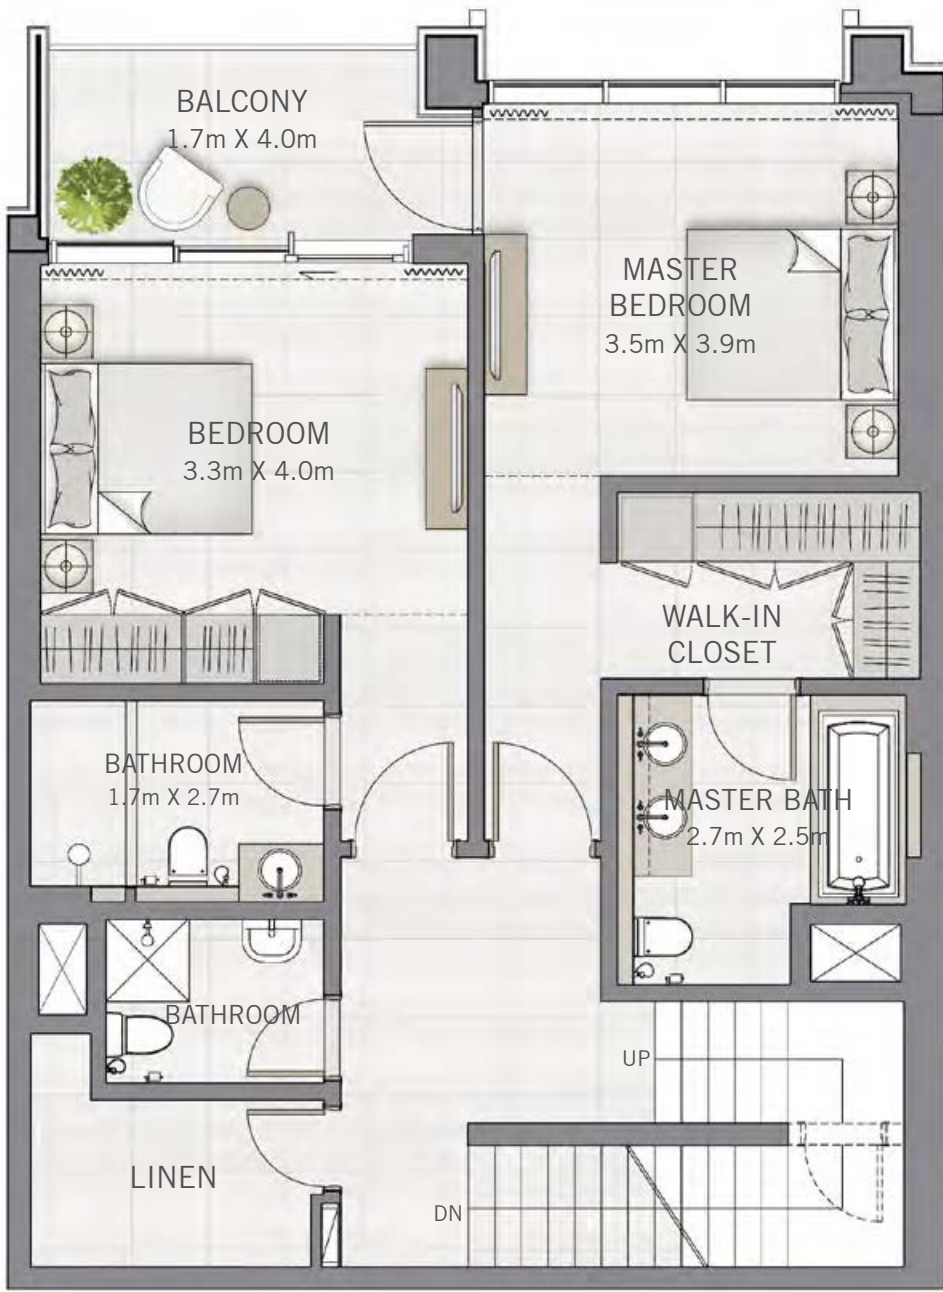 BALCONY
1.7m X 4.0m
MASTER
BEDROOM
3.5m X 3.9m
BEDROOM
3.3m X 4.0m
WALK-IN
CLOSET
BATHROOM
1.7m X 2.7m
MASTER BATH
2.7m X 2.5m
BATHROOM
UP
LINEN
DN